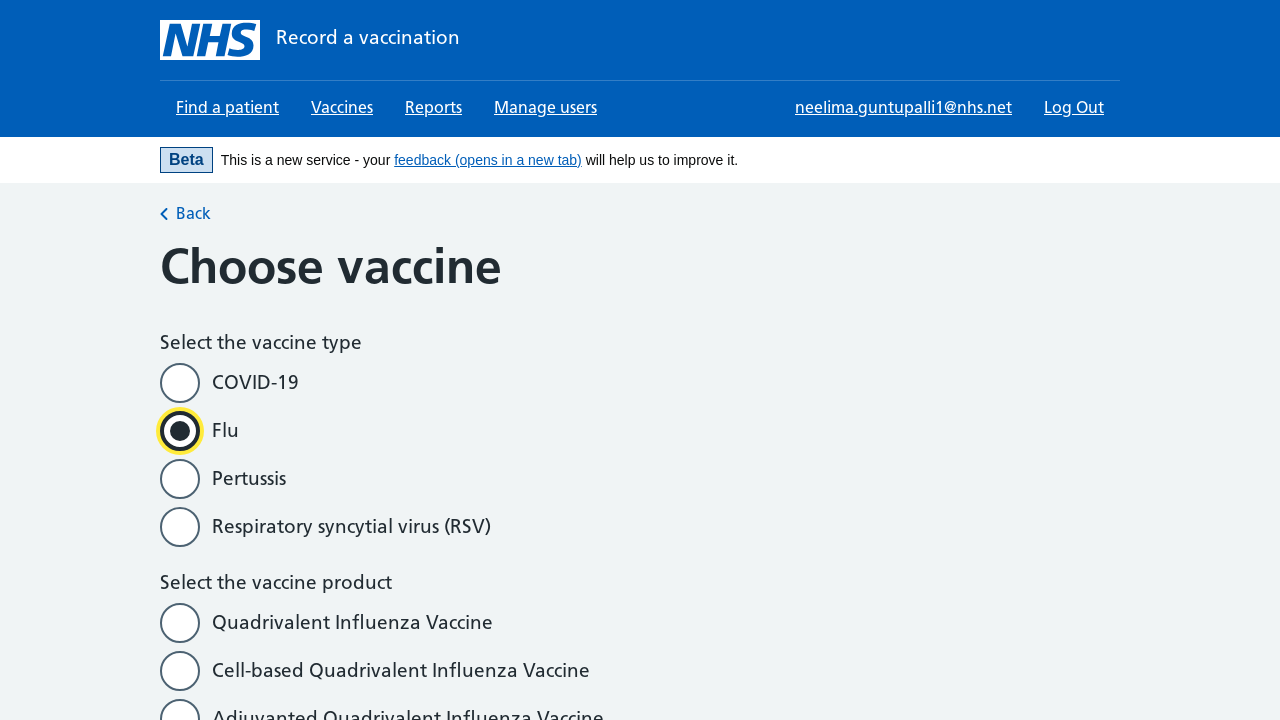 NHS Record a vaccination
Find a patient Vaccines Reports Manage users neelima.guntupalli1@nhs.net Log Out
Beta This is a new service - your feedback (opens in a new tab) will help us to improve it.
Back
Choose vaccine
Select the vaccine type
COVID-19
Flu
Pertussis
Respiratory syncytial virus (RSV)
Select the vaccine product
Quadrivalent Influenza Vaccine
Cell-based Quadrivalent Influenza Vaccine
Adjuvanted Quadrivalent Influenza Vaccine